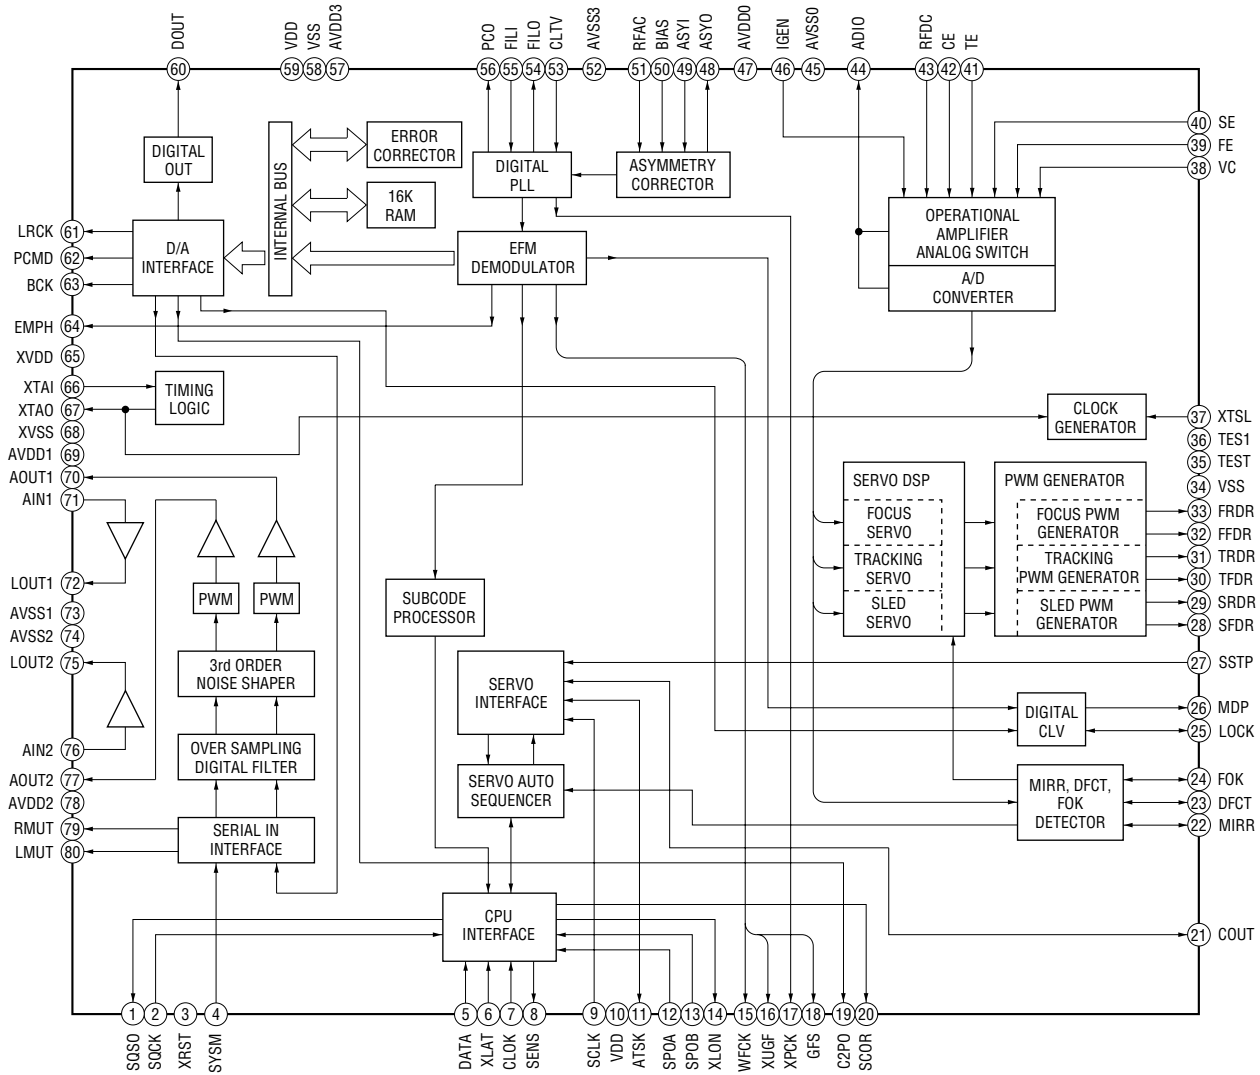 DOUT
VDD
VSS
AVDD3
PCO
FILI
FILO
CLTV
AVSS3
RFAC
BIAS
ASYI
ASYO
AVDD0
IGEN
AVSS0
ADIO
RFDC
CE
TE
60
59
58
57
56
55
54
53
52
51
50
49
48
47
46
45
44
43
42
41
40 SE
39 FE
38 VC
DIGITAL
OUT
INTERNAL BUS
ERROR
CORRECTOR
16K
RAM
DIGITAL
PLL
ASYMMETRY
CORRECTOR
OPERATIONAL
AMPLIFIER
ANALOG SWITCH
A/D
CONVERTER
LRCK 61
PCMD 62
BCK 63
D/A
INTERFACE
EFM
DEMODULATOR
EMPH 64
XVDD 65
XTAI 66
XTAO 67
XVSS 68
AVDD1 69
AOUT1 70
AIN1 71
TIMING
LOGIC
CLOCK
GENERATOR
37 XTSL
36 TES1
35 TEST
34 VSS
33 FRDR
32 FFDR
31 TRDR
30 TFDR
29 SRDR
28 SFDR
27 SSTP
26 MDP
25 LOCK
24 FOK
23 DFCT
22 MIRR
21 COUT
SERVO DSP
FOCUS
SERVO
TRACKING
SERVO
SLED
SERVO
PWM GENERATOR
FOCUS PWM
GENERATOR
TRACKING
PWM GENERATOR
SLED PWM
GENERATOR
LOUT1 72
AVSS1 73
AVSS2 74
LOUT2 75
AIN2 76
AOUT2 77
AVDD2 78
RMUT 79
LMUT 80
PWM
PWM
3rd ORDER
NOISE SHAPER
OVER SAMPLING
DIGITAL FILTER
SERIAL IN
INTERFACE
SUBCODE
PROCESSOR
SERVO
INTERFACE
SERVO AUTO
SEQUENCER
CPU
INTERFACE
DIGITAL
CLV
MIRR, DFCT,
FOK
DETECTOR
1
2
3
4
5
6
7
8
9
10
11
12
13
14
15
16
17
18
19
20
SQSO
SQCK
XRST
SYSM
DATA
XLAT
CLOK
SENS
SCLK
VDD
ATSK
SPOA
SPOB
XLON
WFCK
XUGF
XPCK
GFS
C2PO
SCOR